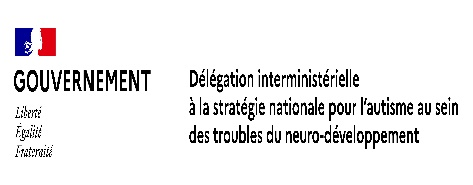 GOUVERNEMENT
Liberté
Égalité
Fraternité
Délégation interministérielle
à la stratégie nationale pour l'autisme au sein
des troubles du neuro-développement